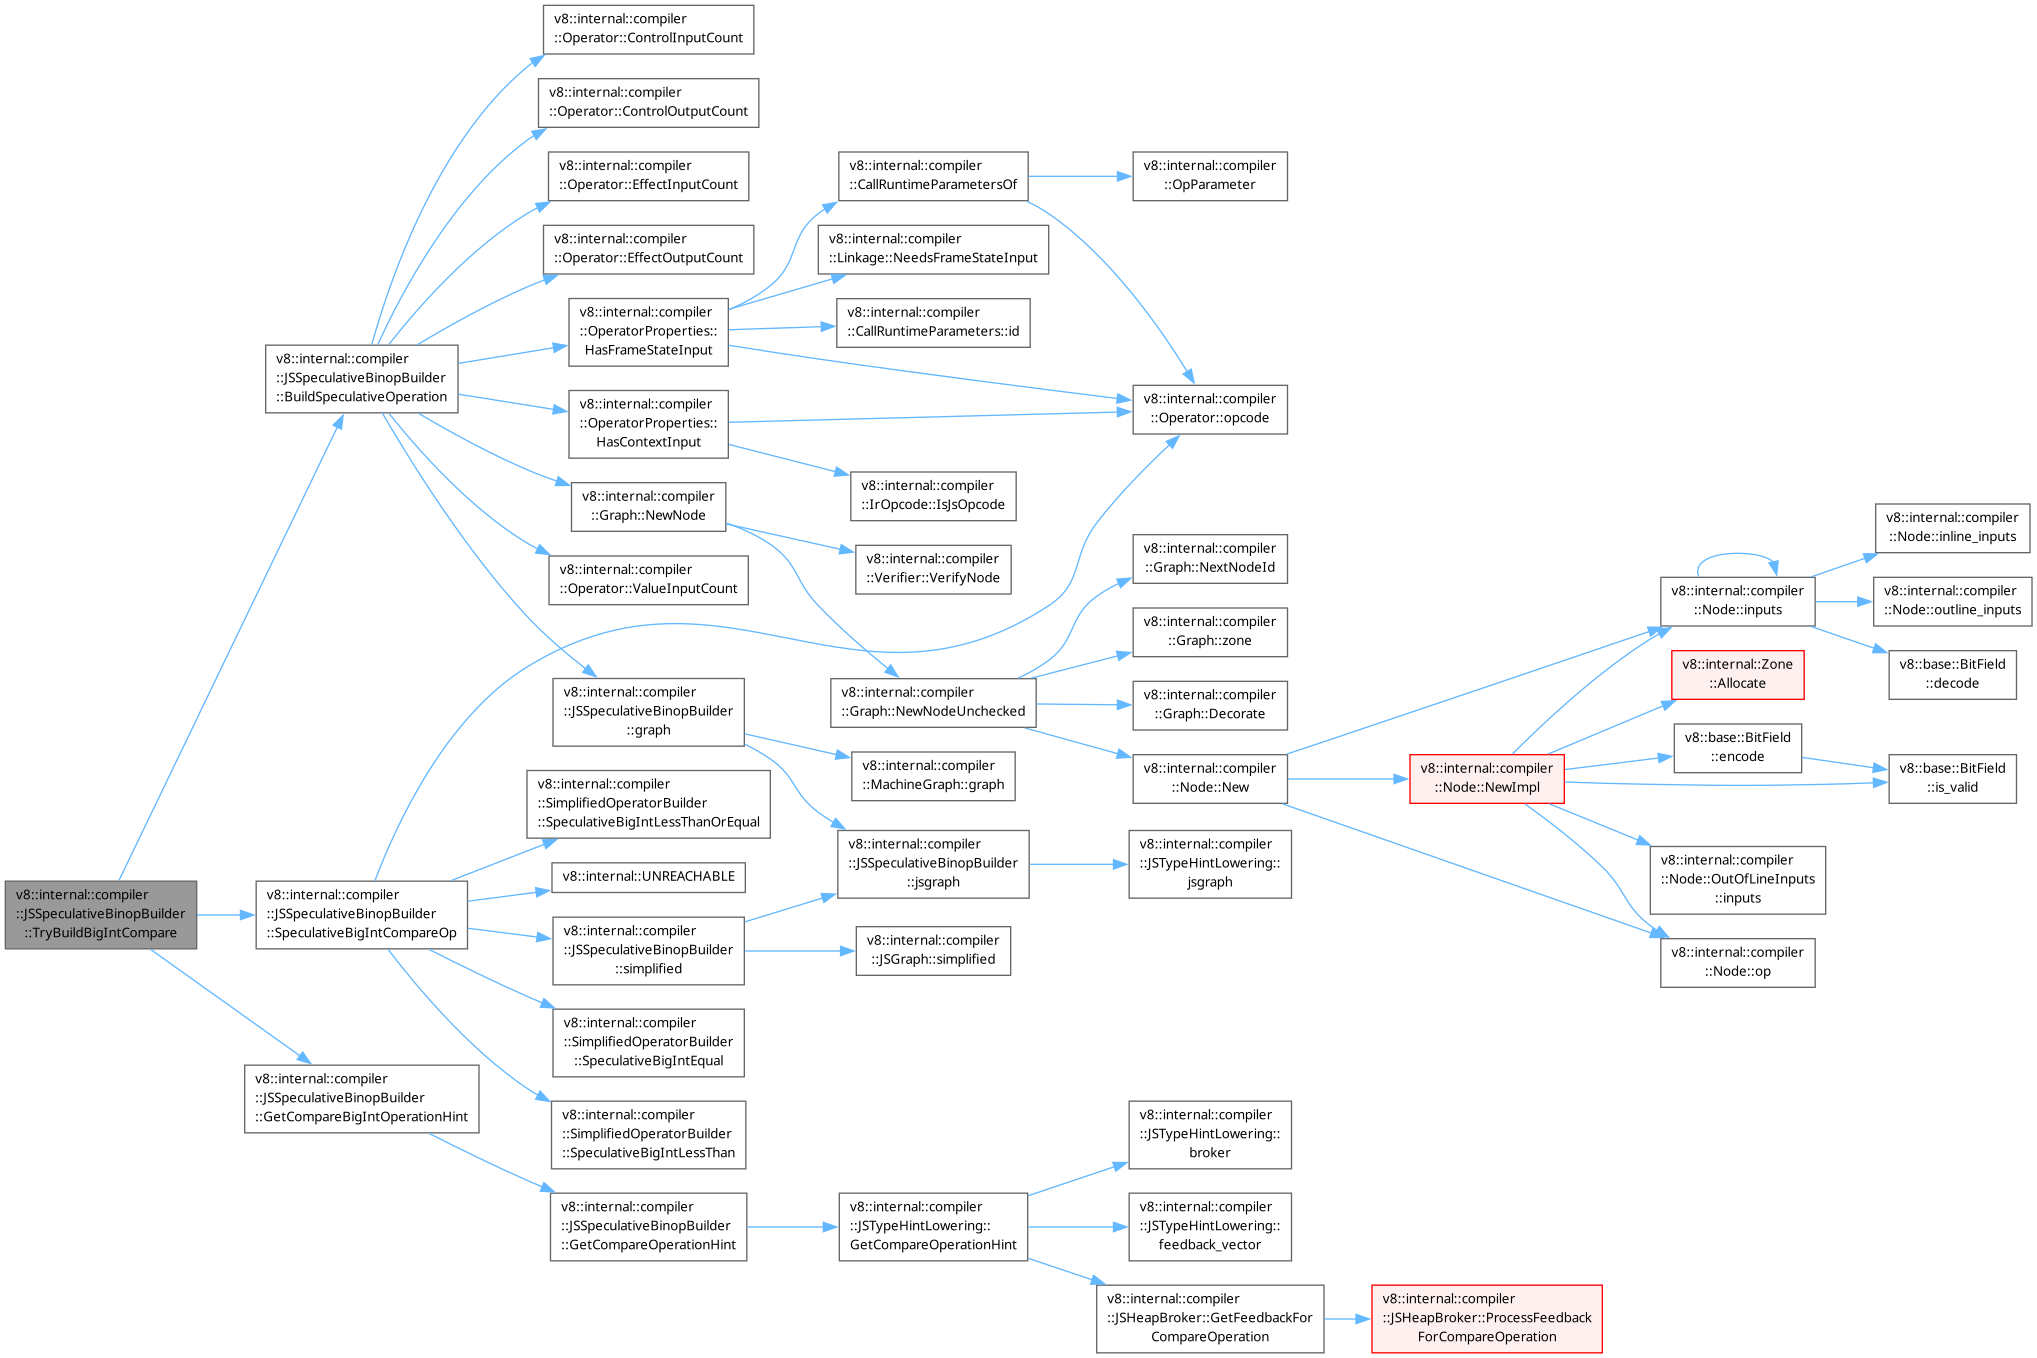 v8::internal::compiler
::JSSpeculativeBinopBuilder
::TryBuildBigIntCompare
v8::internal::compiler
::JSSpeculativeBinopBuilder
::BuildSpeculativeOperation
v8::internal::compiler
::JSSpeculativeBinopBuilder
::SpeculativeBigIntCompareOp
v8::internal::compiler
::JSSpeculativeBinopBuilder
::GetCompareBigIntOperationHint
v8::internal::compiler
::Operator::ControlInputCount
v8::internal::compiler
::Operator::ControlOutputCount
v8::internal::compiler
::Operator::EffectInputCount
v8::internal::compiler
::Operator::EffectOutputCount
v8::internal::compiler
::OperatorProperties::
HasFrameStateInput
v8::internal::compiler
::OperatorProperties::
HasContextInput
v8::internal::compiler
::Graph::NewNode
v8::internal::compiler
::Operator::ValueInputCount
v8::internal::compiler
::JSSpeculativeBinopBuilder
::graph
v8::internal::compiler
::SimplifiedOperatorBuilder
::SpeculativeBigIntLessThanOrEqual
v8::internal::UNREACHABLE
v8::internal::compiler
::JSSpeculativeBinopBuilder
::simplified
v8::internal::compiler
::SimplifiedOperatorBuilder
::SpeculativeBigIntEqual
v8::internal::compiler
::SimplifiedOperatorBuilder
::SpeculativeBigIntLessThan
v8::internal::compiler
::JSSpeculativeBinopBuilder
::GetCompareOperationHint
v8::internal::compiler
::CallRuntimeParametersOf
v8::internal::compiler
::Linkage::NeedsFrameStateInput
v8::internal::compiler
::CallRuntimeParameters::id
v8::internal::compiler
::IrOpcode::IsJsOpcode
v8::internal::compiler
::Verifier::VerifyNode
v8::internal::compiler
::Graph::NewNodeUnchecked
v8::internal::compiler
::MachineGraph::graph
v8::internal::compiler
::JSSpeculativeBinopBuilder
::jsgraph
v8::internal::compiler
::JSGraph::simplified
v8::internal::compiler
::JSTypeHintLowering::
GetCompareOperationHint
v8::internal::compiler
::OpParameter
v8::internal::compiler
::Operator::opcode
v8::internal::compiler
::Graph::NextNodeId
v8::internal::compiler
::Graph::zone
v8::internal::compiler
::Graph::Decorate
v8::internal::compiler
::Node::New
v8::internal::compiler
::JSTypeHintLowering::
jsgraph
v8::internal::compiler
::JSTypeHintLowering::
broker
v8::internal::compiler
::JSTypeHintLowering::
feedback_vector
v8::internal::compiler
::JSHeapBroker::GetFeedbackFor
CompareOperation
v8::internal::compiler
::Node::NewImpl
v8::internal::compiler
::JSHeapBroker::ProcessFeedback
ForCompareOperation
v8::internal::compiler
::Node::inputs
v8::internal::Zone
::Allocate
v8::base::BitField
::encode
v8::internal::compiler
::Node::OutOfLineInputs
::inputs
v8::internal::compiler
::Node::op
v8::internal::compiler
::Node::inline_inputs
v8::internal::compiler
::Node::outline_inputs
v8::base::BitField
::decode
v8::base::BitField
::is_valid